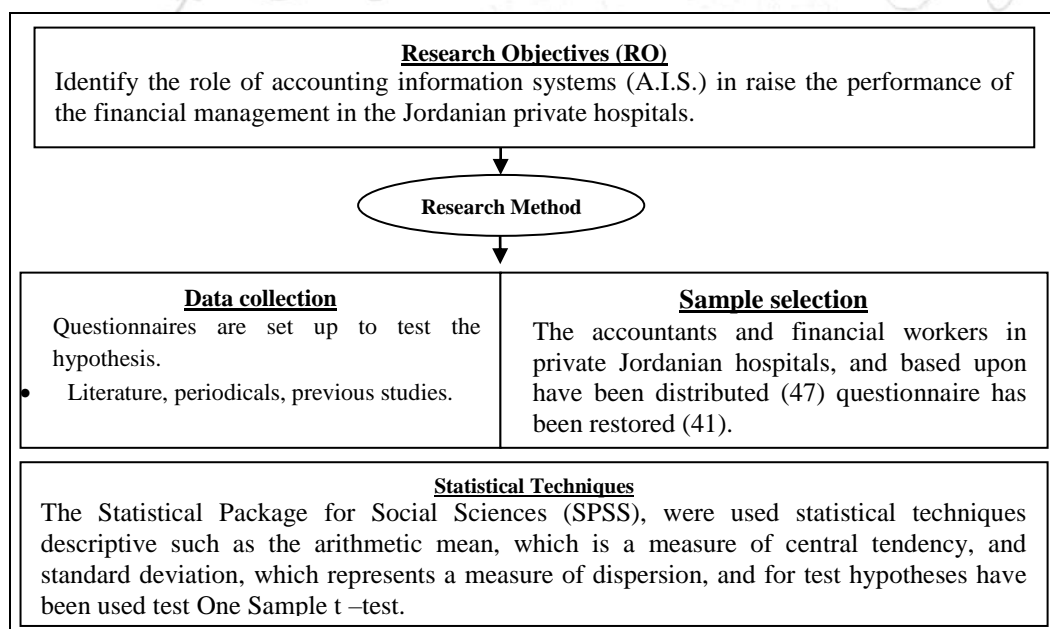 Research Objectives (RO)
Identify the role of accounting information systems (A.I.S.) in raise the performance of
the financial management in the Jordanian private hospitals.
Research Method
Data collection
Questionnaires are set up to test the
hypothesis.
• Literature, periodicals, previous studies.
Sample selection
The accountants and financial workers in
private Jordanian hospitals, and based upon
have been distributed (47) questionnaire has
been restored (41).
Statistical Techniques
The Statistical Package for Social Sciences (SPSS), were used statistical techniques
descriptive such as the arithmetic mean, which is a measure of central tendency, and
standard deviation, which represents a measure of dispersion, and for test hypotheses have
been used test One Sample t –test.